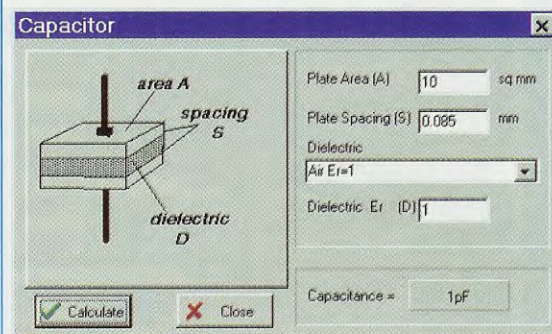 Capacitor
area A
spacing
S
dielectric
D
Plate Area (A) 10 sq mm
Plate Spacing (S) 0.085 mm
Dielectric
Air Er=1
Dielectric Er (D) 1
Calculate
Close
Capacitance = 1pF